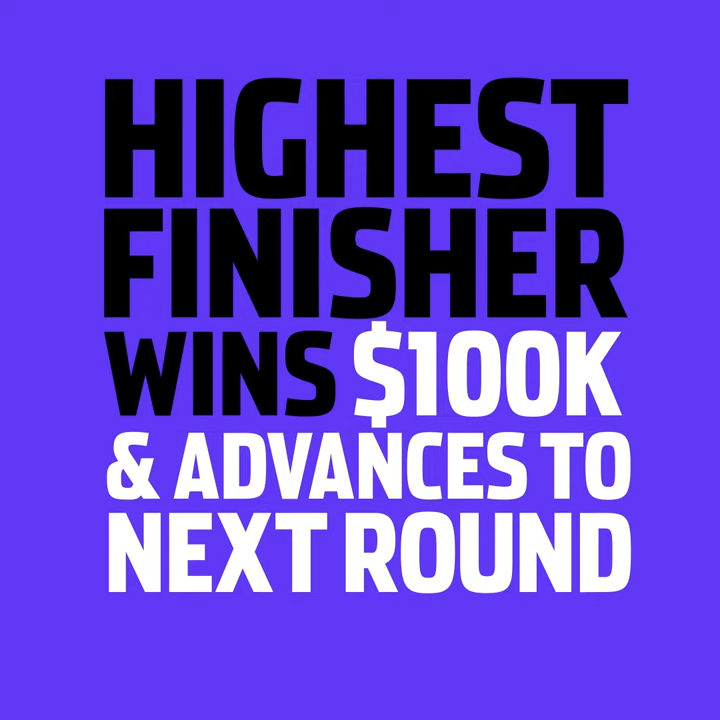 HIGHEST
FINISHER
WINS $100K
& ADVANCES TO
NEXT ROUND